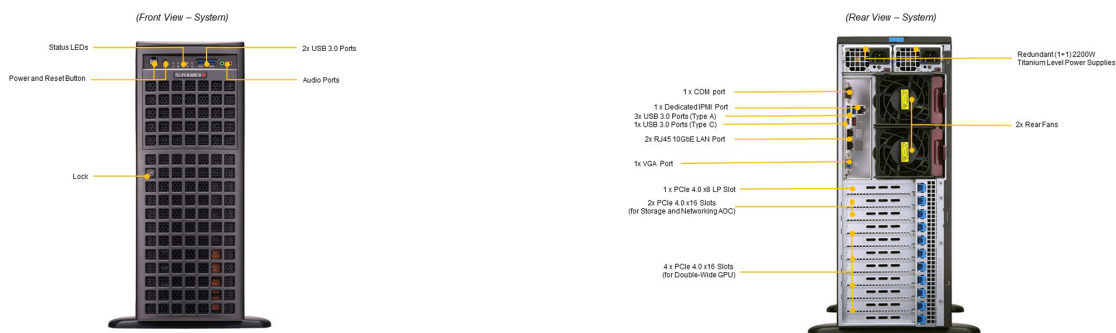 (Front View – System)
Status LEDs
2x USB 3.0 Ports
Power and Reset Button
Audio Ports
SUPERMICRO
Lock
(Rear View – System)
Redundant (1+1) 2200W
Titanium Level Power Supplies
1 x COM port
1 x Dedicated IPMI Port
3x USB 3.0 Ports (Type A)
1x USB 3.0 Ports (Type C)
2x RJ45 10GbE LAN Port
2x Rear Fans
1x VGA Port
1 x PCIe 4.0 x8 LP Slot
2x PCIe 4.0 x16 Slots
(for Storage and Networking AOC)
4 x PCIe 4.0 x16 Slots
(for Double-Wide GPU)